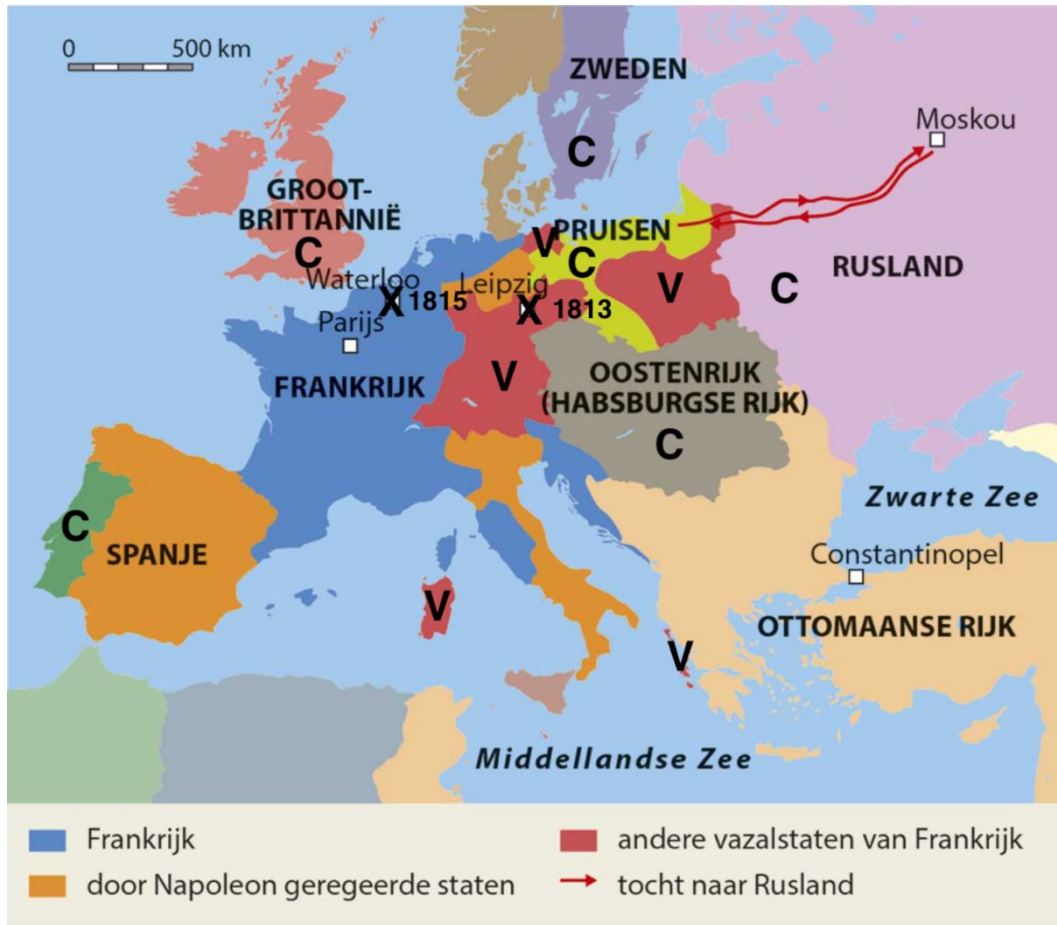 0 500 km
ZWEDEN
C
Moskou
GROOT-
BRITTANNIË
C
PRUISEN
V
C
RUSLAND
C
Waterloo
X 1815
Leipzig
X 1813
V
Parijs
FRANKRIJK
V
OOSTENRIJK
(HABSBURGSE RIJK)
C
Zwarte Zee
C
SPANJE
Constantinopel
V
OTTOMAANSE RIJK
V
Middellandse Zee
Frankrijk
andere vazalstaten van Frankrijk
door Napoleon geregeerde staten
tocht naar Rusland